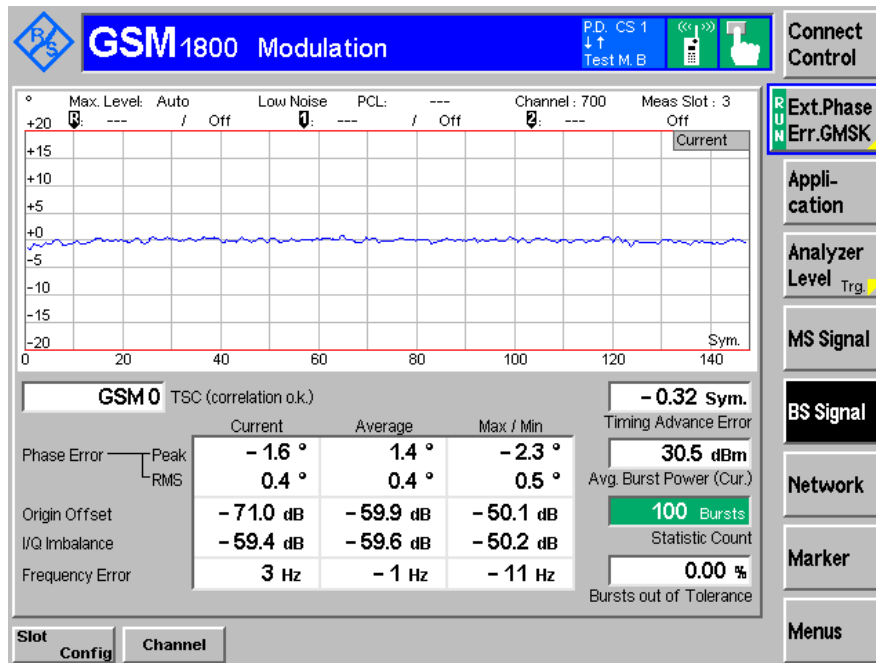 R&S
GSM 1800 Modulation
P.D. CS 1
↓↑
Test M. B
Connect Control
° Max. Level: Auto Low Noise PCL: --- Channel : 700 Meas Slot : 3
+20 R: --- / Off 1: --- / Off 2: --- Off
Current
+15
+10
+5
+0
-5
-10
-15
-20
Sym.
0 20 40 60 80 100 120 140
GSM 0 TSC (correlation o.k.)
- 0.32 Sym.
Timing Advance Error
Current Average Max / Min
Phase Error Peak - 1.6 ° 1.4 ° - 2.3 °
30.5 dBm
RMS 0.4 ° 0.4 ° 0.5 °
Avg. Burst Power (Cur.)
Origin Offset - 71.0 dB - 59.9 dB - 50.1 dB
100 Bursts
I/Q Imbalance - 59.4 dB - 59.6 dB - 50.2 dB
Statistic Count
Frequency Error 3 Hz - 1 Hz - 11 Hz
0.00 %
Bursts out of Tolerance
RUN
Ext.Phase
Err.GMSK
Appli-
cation
Analyzer
Level Trg.
MS Signal
BS Signal
Network
Marker
Menus
Slot
Config
Channel